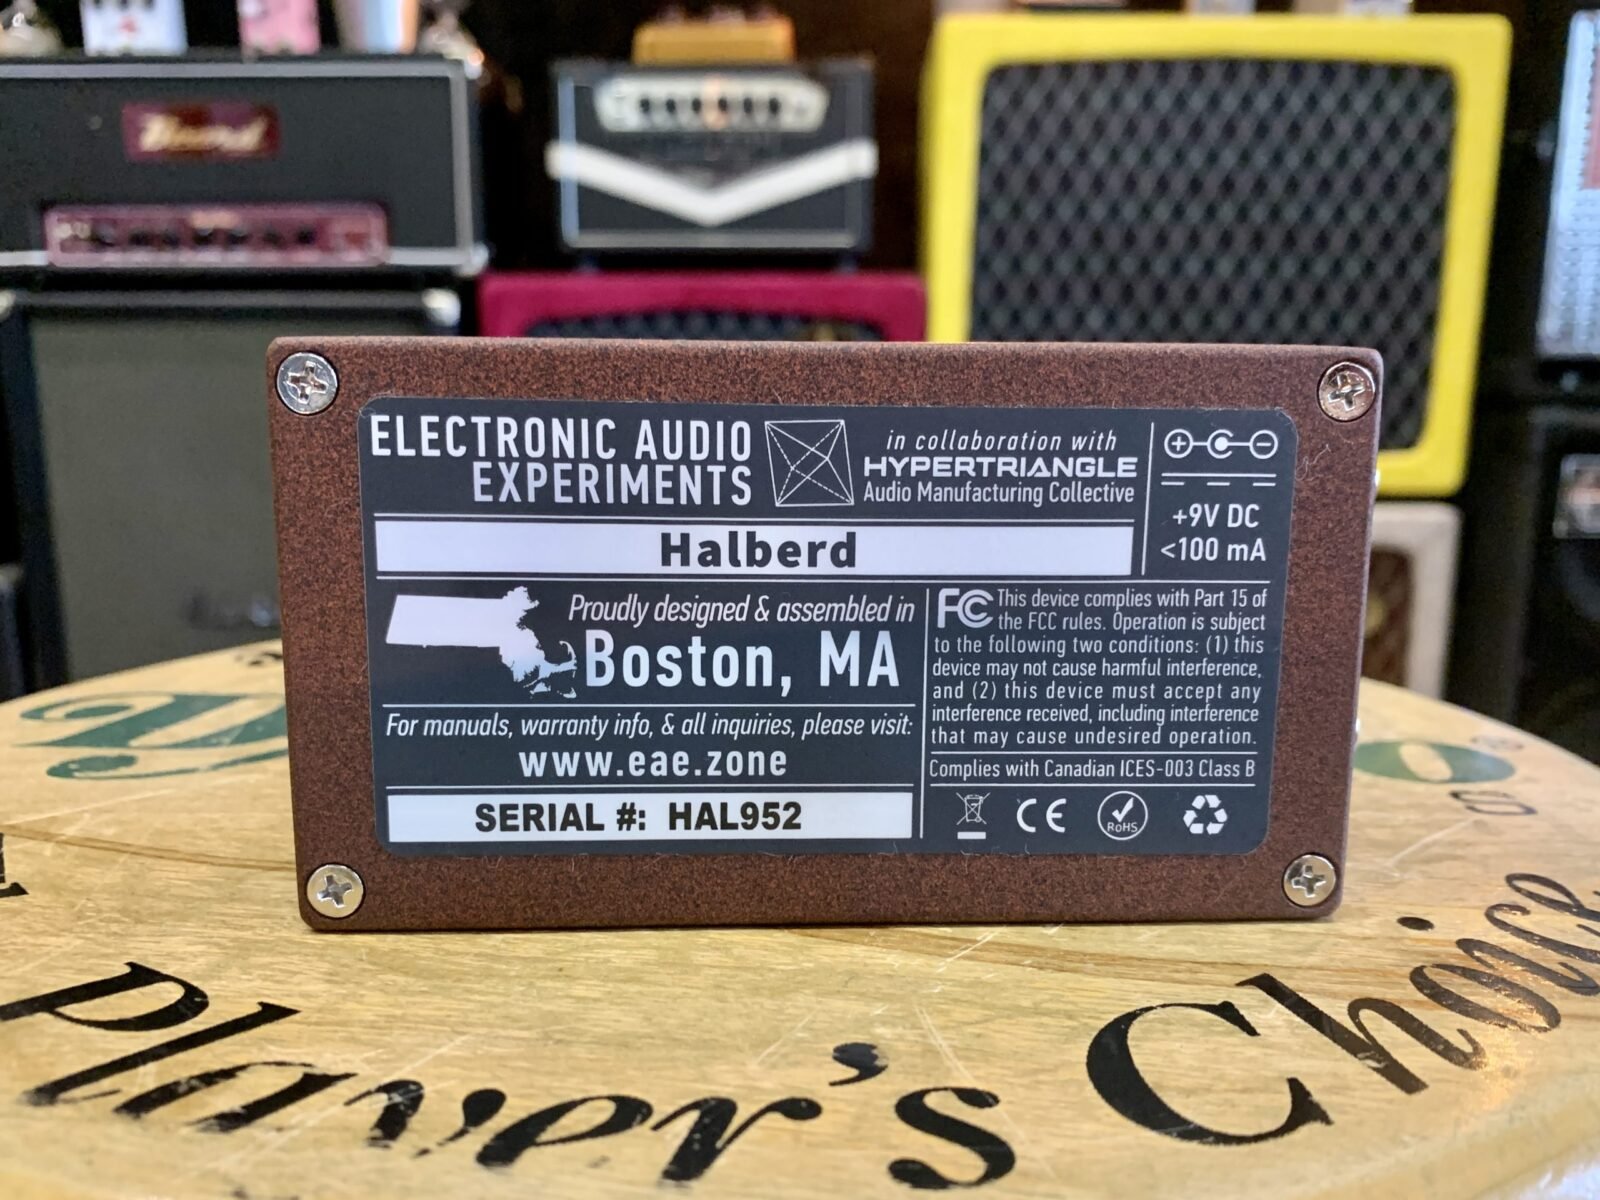 ELECTRONIC AUDIO
EXPERIMENTS
in collaboration with
HYPERTRIANGLE
Audio Manufacturing Collective
+9V DC
<100 mA
Halberd
Proudly designed & assembled in
Boston, MA
For manuals, warranty info, & all inquiries, please visit:
www.eae.zone
SERIAL #: HAL952
FC This device complies with Part 15 of
the FCC rules. Operation is subject
to the following two conditions: (1) this
device may not cause harmful interference,
and (2) this device must accept any
interference received, including interference
that may cause undesired operation.
Complies with Canadian ICES-003 Class B
CE
RoHS
Player's Choice